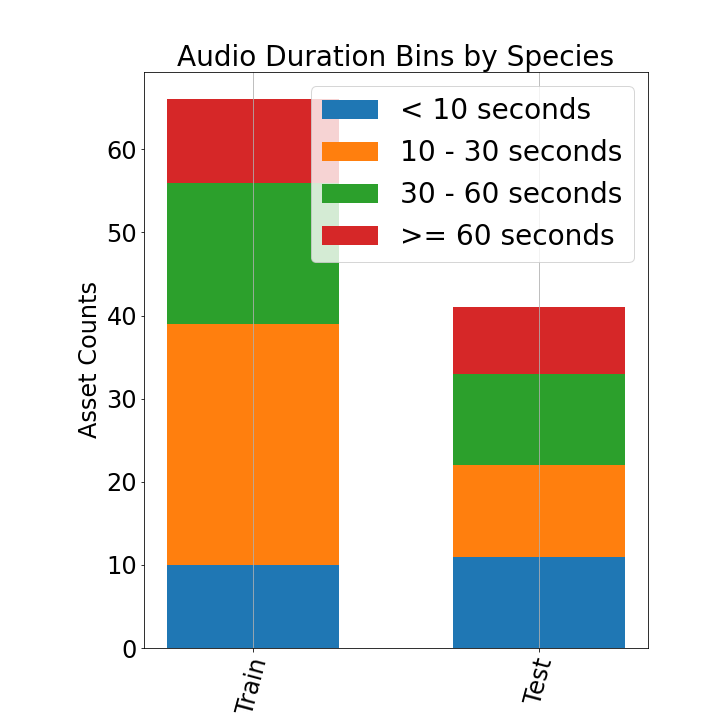 Audio Duration Bins by Species
< 10 seconds
10 - 30 seconds
30 - 60 seconds
>= 60 seconds
Asset Counts
60
50
40
30
20
10
0
Train
Test